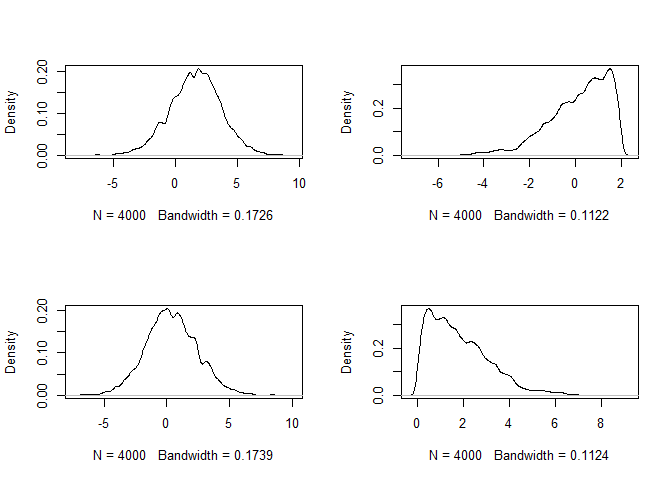 Density
0.00 0.10 0.20
-5 0 5 10
N = 4000 Bandwidth = 0.1726
Density
0.0 0.2
-6 -4 -2 0 2
N = 4000 Bandwidth = 0.1122
Density
0.00 0.10 0.20
-5 0 5 10
N = 4000 Bandwidth = 0.1739
Density
0.0 0.2
0 2 4 6 8
N = 4000 Bandwidth = 0.1124